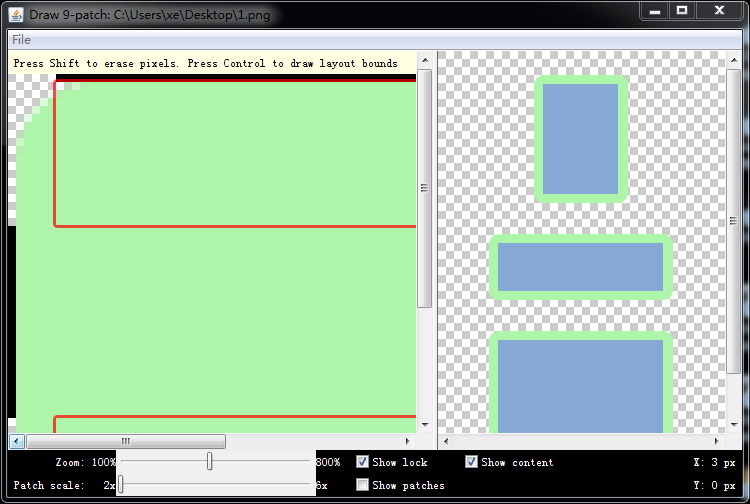 Draw 9-patch: C:\Users\xe\Desktop\1.png
File
Press Shift to erase pixels. Press Control to draw layout bounds
Zoom: 100% 800% Show lock Show content X: 3 px
Patch scale: 2x 6x Show patches Y: 0 px